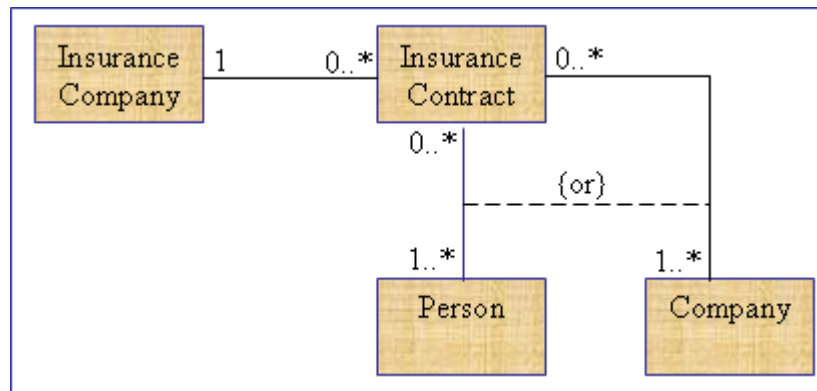 Insurance
Company
1
0..*
Insurance
Contract
0..*
0..*
{or}
1..*
1..*
Person
Company